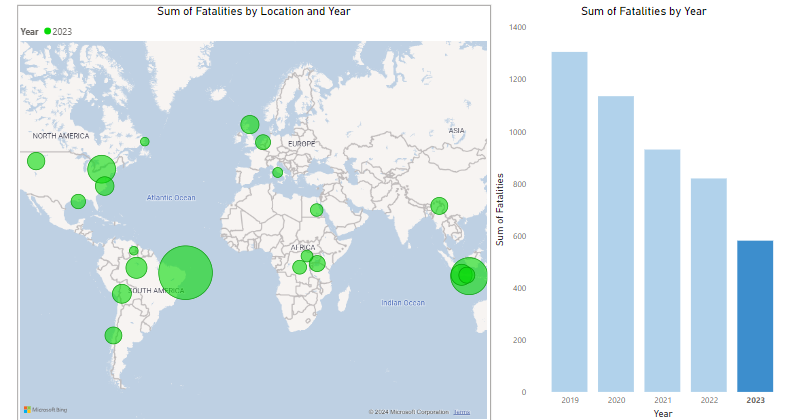 Sum of Fatalities by Location and Year
Year 2023
NORTH AMERICA
EUROPE
ASIA
Atlantic Ocean
AFRICA
SOUTH AMERICA
Indian Ocean
Microsoft Bing
© 2024 Microsoft Corporation Terms
Sum of Fatalities by Year
Sum of Fatalities
1400
1200
1000
800
600
400
200
0
2019 2020 2021 2022 2023
Year